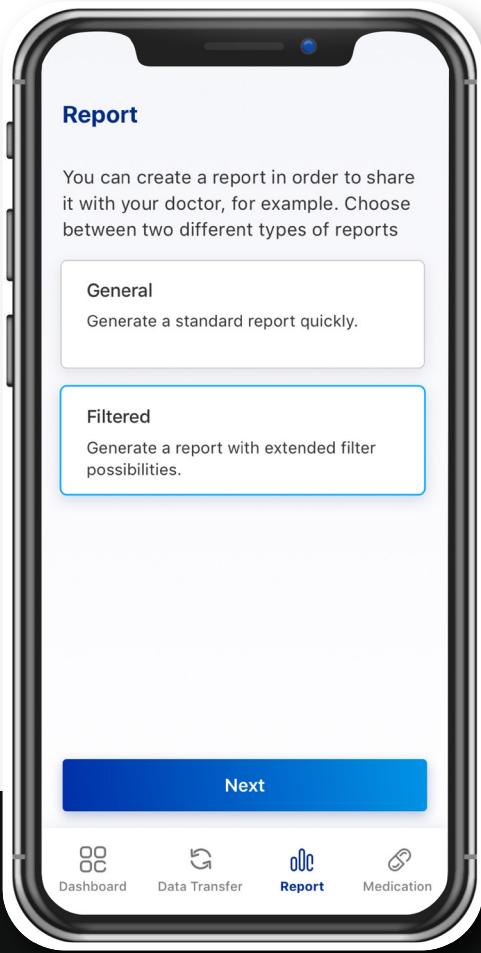 Report
You can create a report in order to share
it with your doctor, for example. Choose
between two different types of reports
General
Generate a standard report quickly.
Filtered
Generate a report with extended filter
possibilities.
Next
Dashboard
Data Transfer
Report
Medication